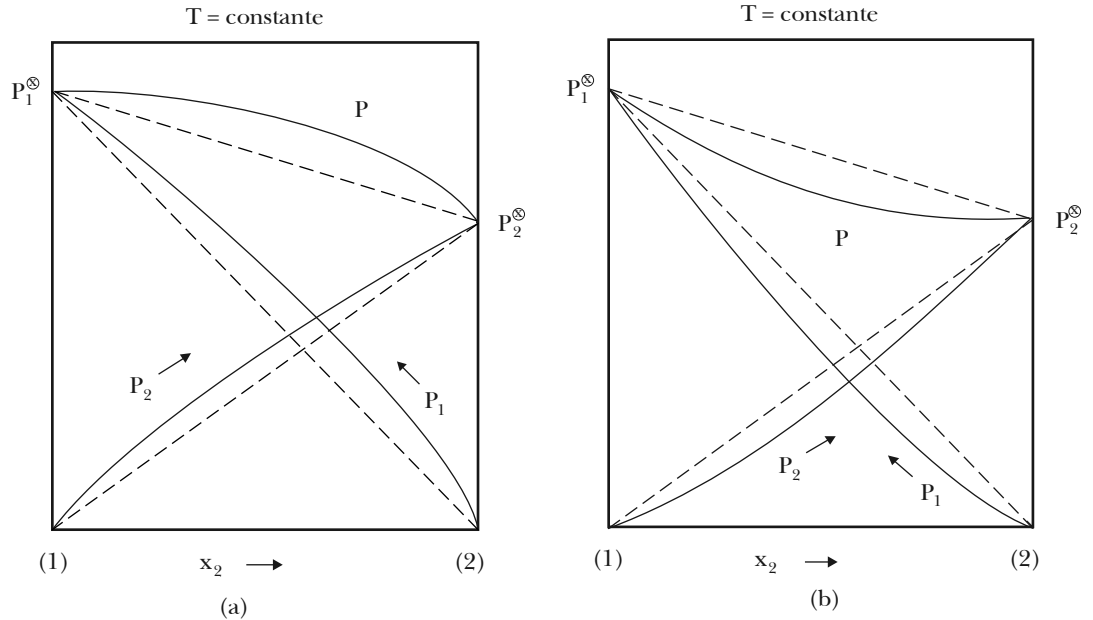 T = constante
P₁⊗
P
P₂⊗
P₂
P₁
(1)
x₂
(2)
(a)
T = constante
P₁⊗
P
P₂⊗
P₂
P₁
(1)
x₂
(2)
(b)